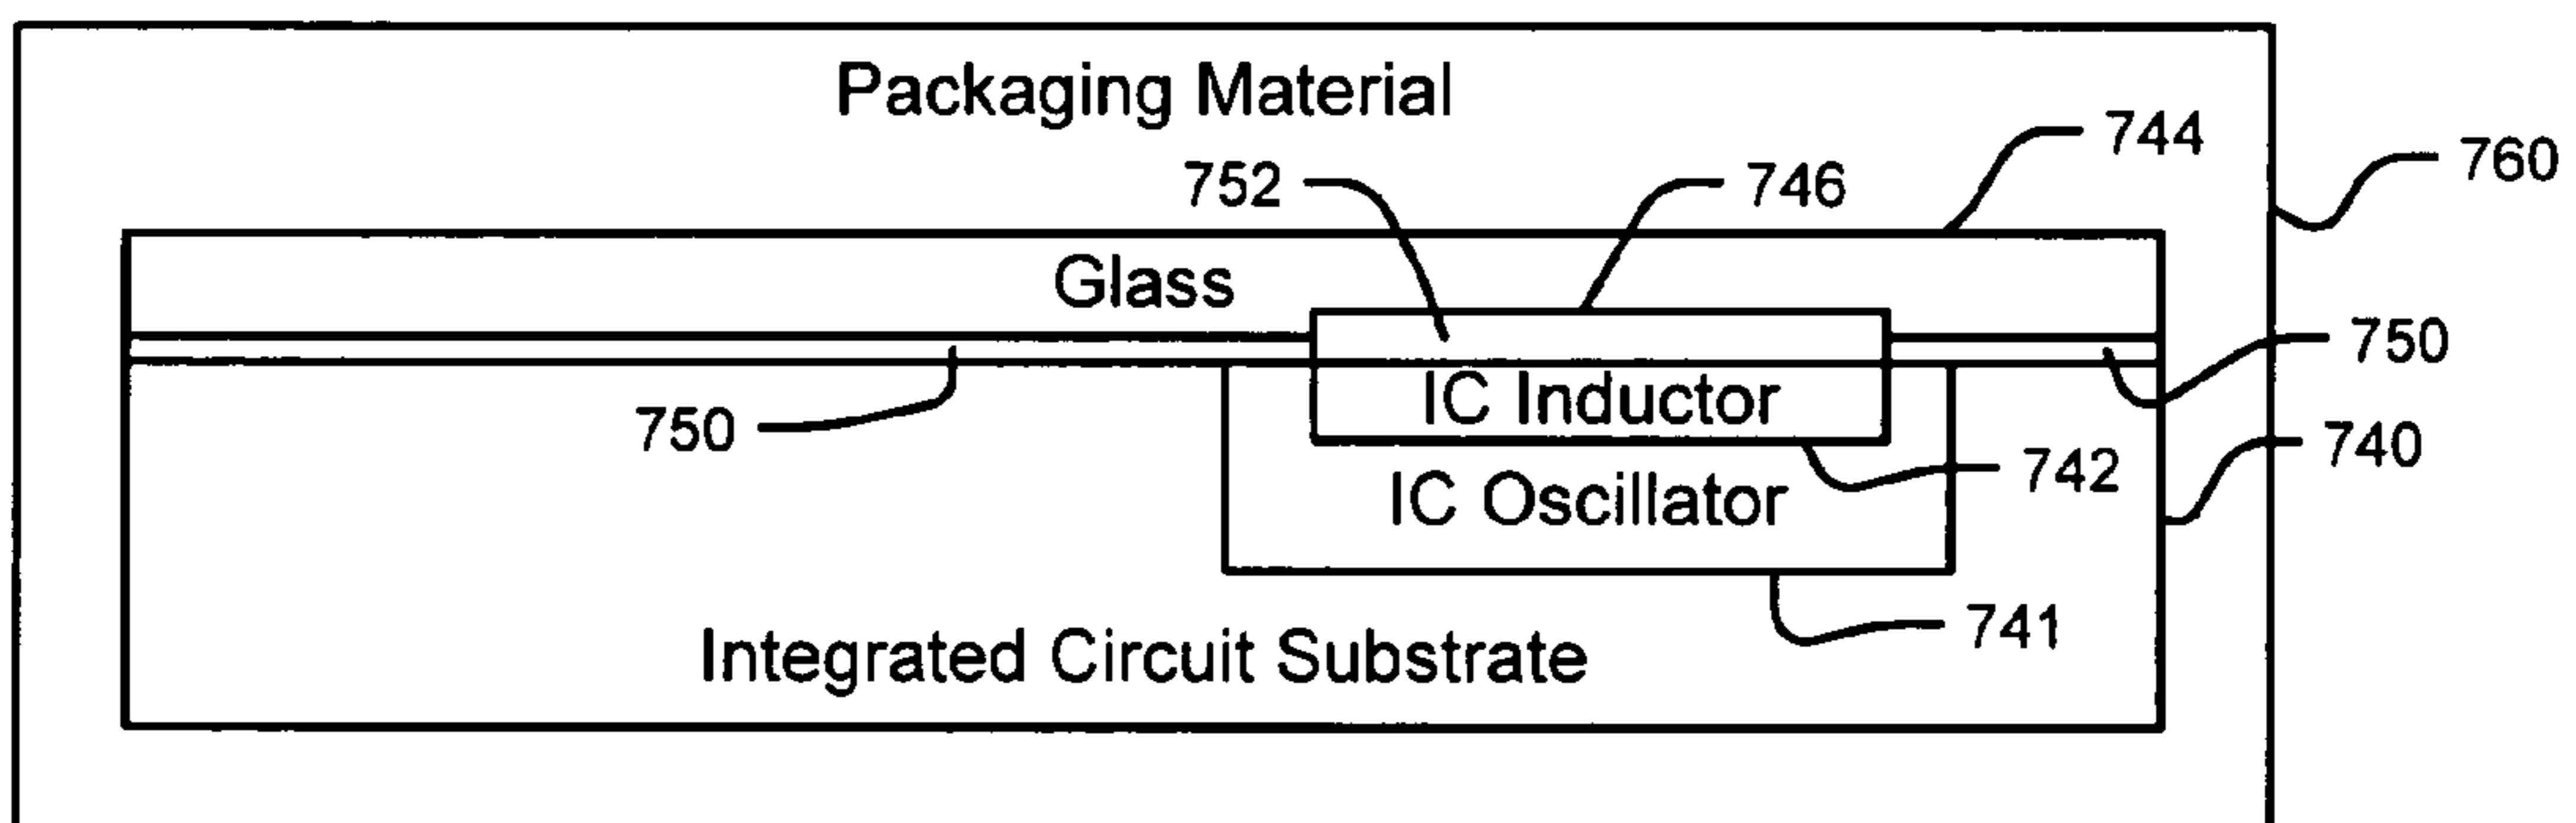 Packaging Material
744
760
752
746
Glass
750
IC Inductor
750
742
740
IC Oscillator
741
Integrated Circuit Substrate